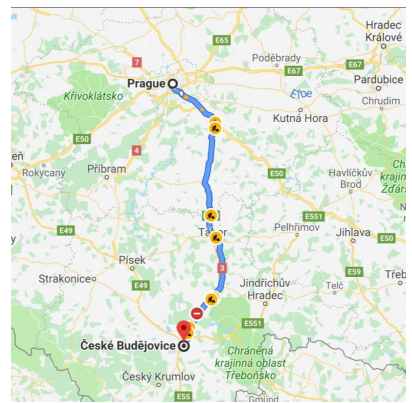 Hradec
Králové
E65
7
Poděbrady
E67
Prague
E67
Pardubice
Křivoklátsko
Chrudim
Kutná Hora
E50
Rokycany
4
E50
Příbram
Havlíčkův
Brod
E551
E49
Pelhřimov
Jihlava
Písek
3
E59
Strakonice
E49
Jindřichův
Hradec
Telč
E551
České Budějovice
Chráněná
krajinná oblast
Třeboňsko
Český Krumlov
E55
Gmünd